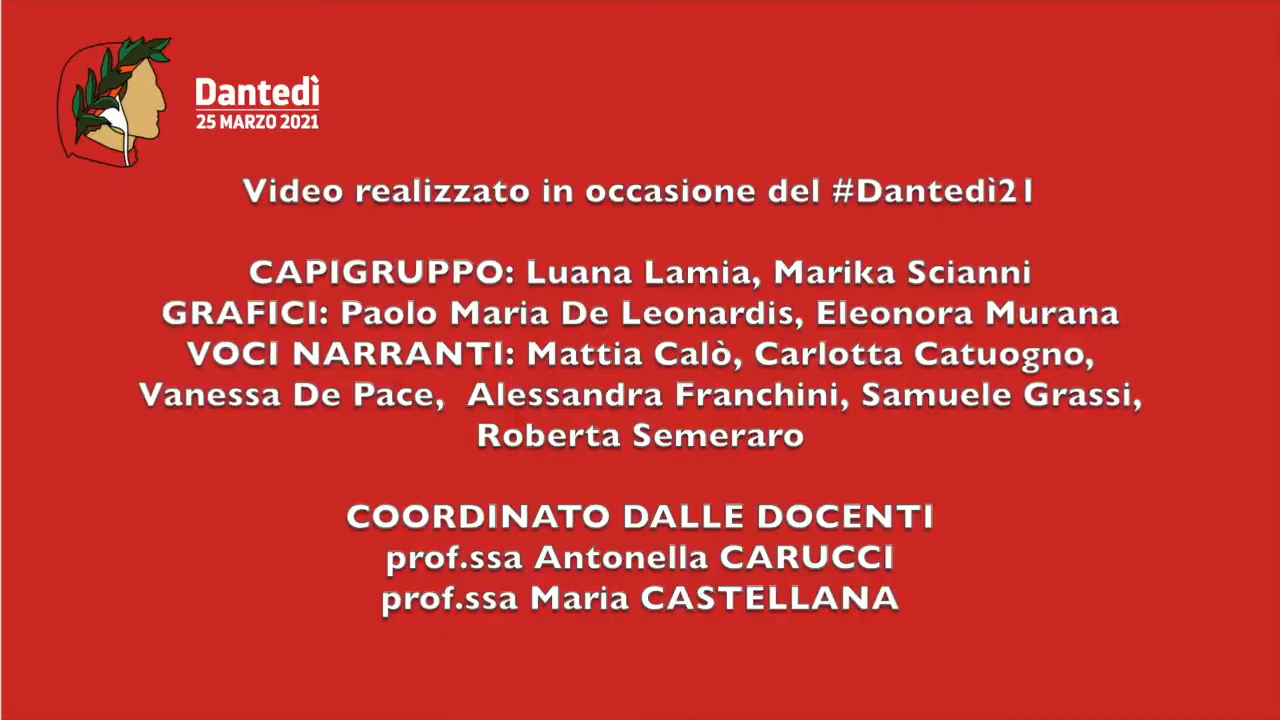 Dantedì
25 MARZO 2021
Video realizzato in occasione del #Dantedì21
CAPIGRUPPO: Luana Lamia, Marika Scianni
GRAFICI: Paolo Maria De Leonardis, Eleonora Murana
VOCI NARRANTI: Mattia Calò, Carlotta Catuogno,
Vanessa De Pace,  Alessandra Franchini, Samuele Grassi,
Roberta Semeraro
COORDINATO DALLE DOCENTI
prof.ssa Antonella CARUCCI
prof.ssa Maria CASTELLANA